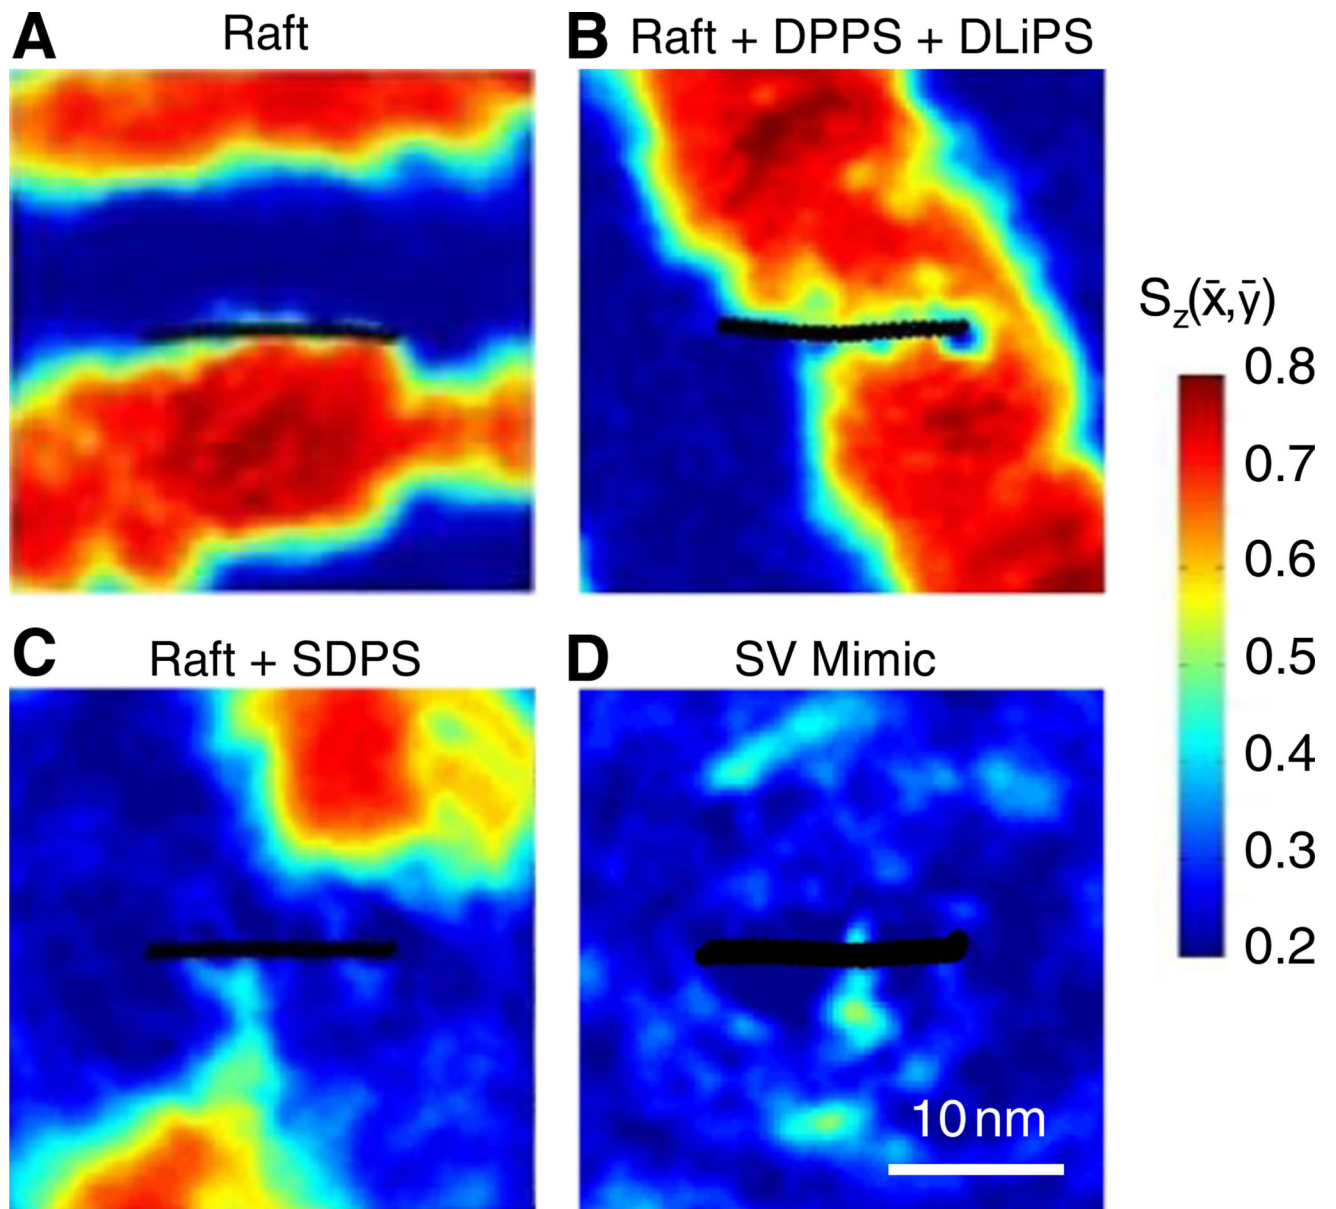 A Raft
B Raft + DPPS + DLiPS
S_z(x̄,ȳ)
0.8
0.7
0.6
0.5
0.4
0.3
0.2
C Raft + SDPS
D SV Mimic
10 nm